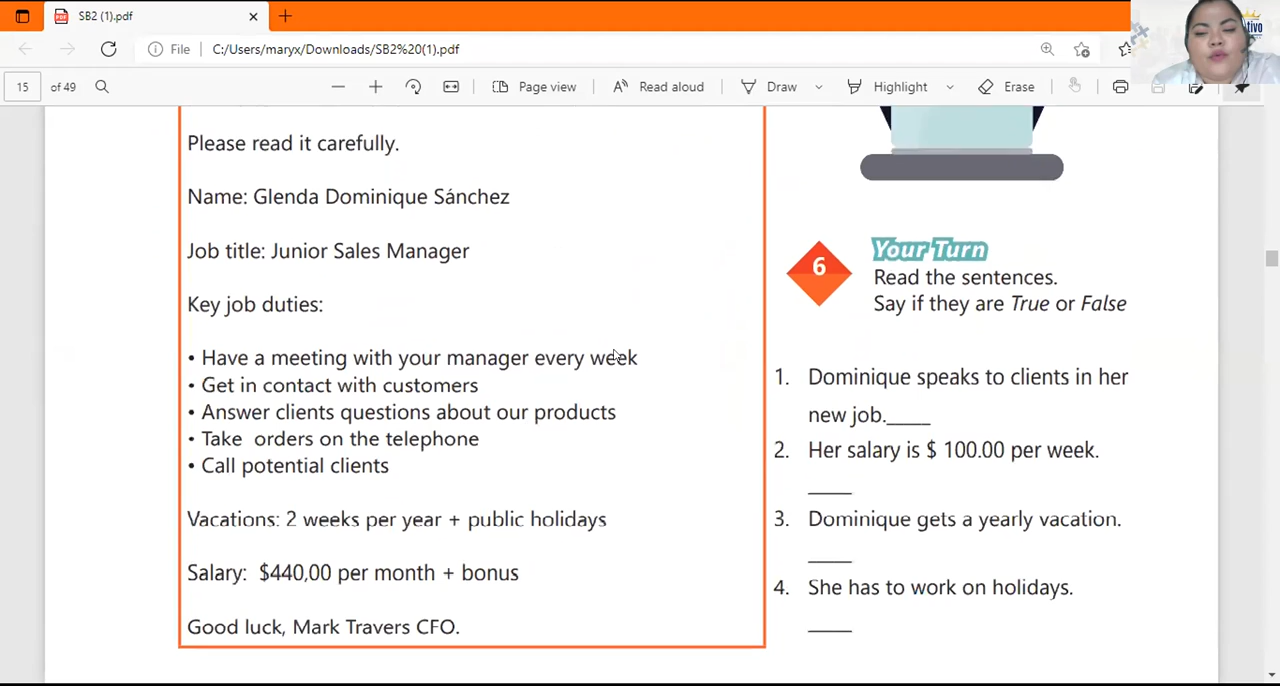 SB2 (1).pdf
File C:/Users/maryx/Downloads/SB2%20(1).pdf
tivo
15 of 49 Page view Read aloud Draw Highlight Erase
Please read it carefully.
Name: Glenda Dominique Sánchez
Job title: Junior Sales Manager
Key job duties:
• Have a meeting with your manager every week
• Get in contact with customers
• Answer clients questions about our products
• Take orders on the telephone
• Call potential clients
Vacations: 2 weeks per year + public holidays
Salary: $440,00 per month + bonus
Good luck, Mark Travers CFO.
6 Your Turn
Read the sentences.
Say if they are True or False
1. Dominique speaks to clients in her
new job.____
2. Her salary is $ 100.00 per week.
____
3. Dominique gets a yearly vacation.
____
4. She has to work on holidays.
____